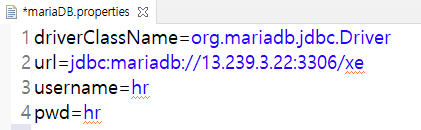 *mariaDB.properties
1 driverClassName=org.mariadb.jdbc.Driver
2 url=jdbc:mariadb://13.239.3.22:3306/xe
3 username=hr
4 pwd=hr